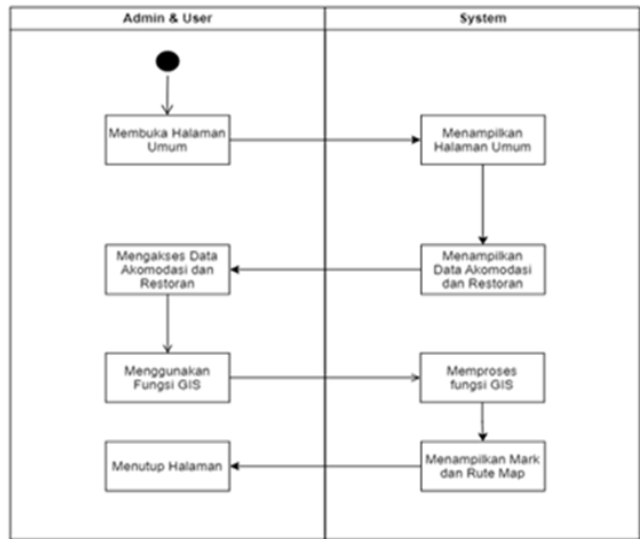 Admin & User
System
Membuka Halaman
Umum
Menampilkan
Halaman Umum
Mengakses Data
Akomodasi dan
Restoran
Menampilkan
Data Akomodasi
dan Restoran
Menggunakan
Fungsi GIS
Memproses
fungsi GIS
Menutup Halaman
Menampilkan Mark
dan Rute Map